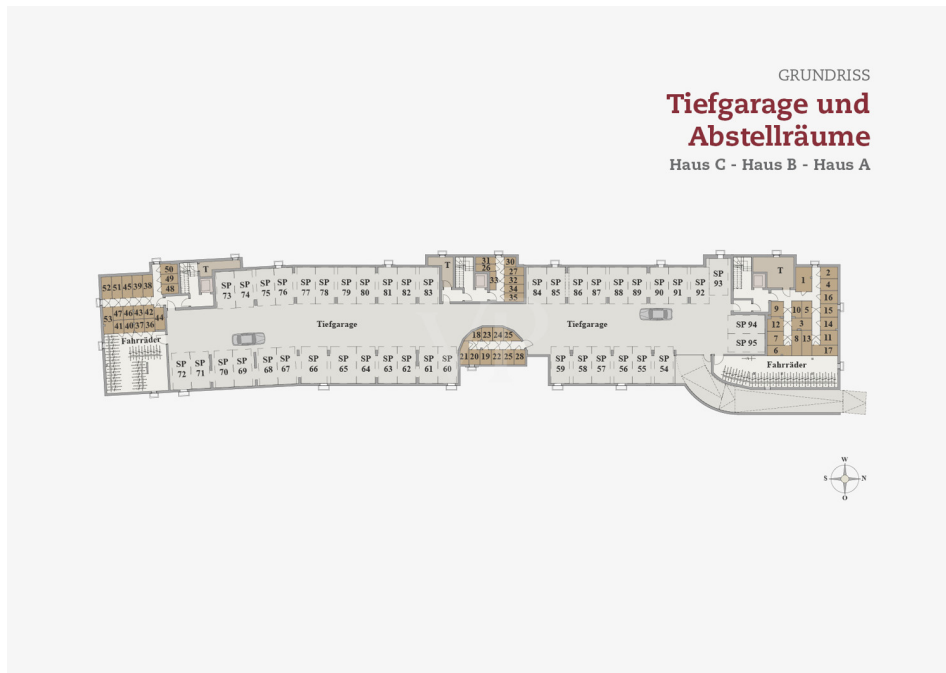 GRUNDRISS
Tiefgarage und
Abstellräume
Haus C - Haus B - Haus A
50
49
48
T
52 51 45 39 38
47 46 43 42
53
44
41 40 37 36
Fahrräder
SP
73
SP
74
SP
75
SP
76
SP
77
SP
78
SP
79
SP
80
SP
81
SP
82
SP
83
T
31
26
33
30
27
32
34
35
SP
84
SP
85
SP
86
SP
87
SP
88
SP
89
SP
90
SP
91
SP
92
SP
93
T
1
2
4
16
9
10 5
15
12
3
14
7
8 13
11
6
17
Tiefgarage
Tiefgarage
SP 94
SP 95
18 23 24 25
21 20 19 22 25 28
SP
72
SP
71
SP
70
SP
69
SP
68
SP
67
SP
66
SP
65
SP
64
SP
63
SP
62
SP
61
SP
60
SP
59
SP
58
SP
57
SP
56
SP
55
SP
54
Fahrräder
W
S
N
O